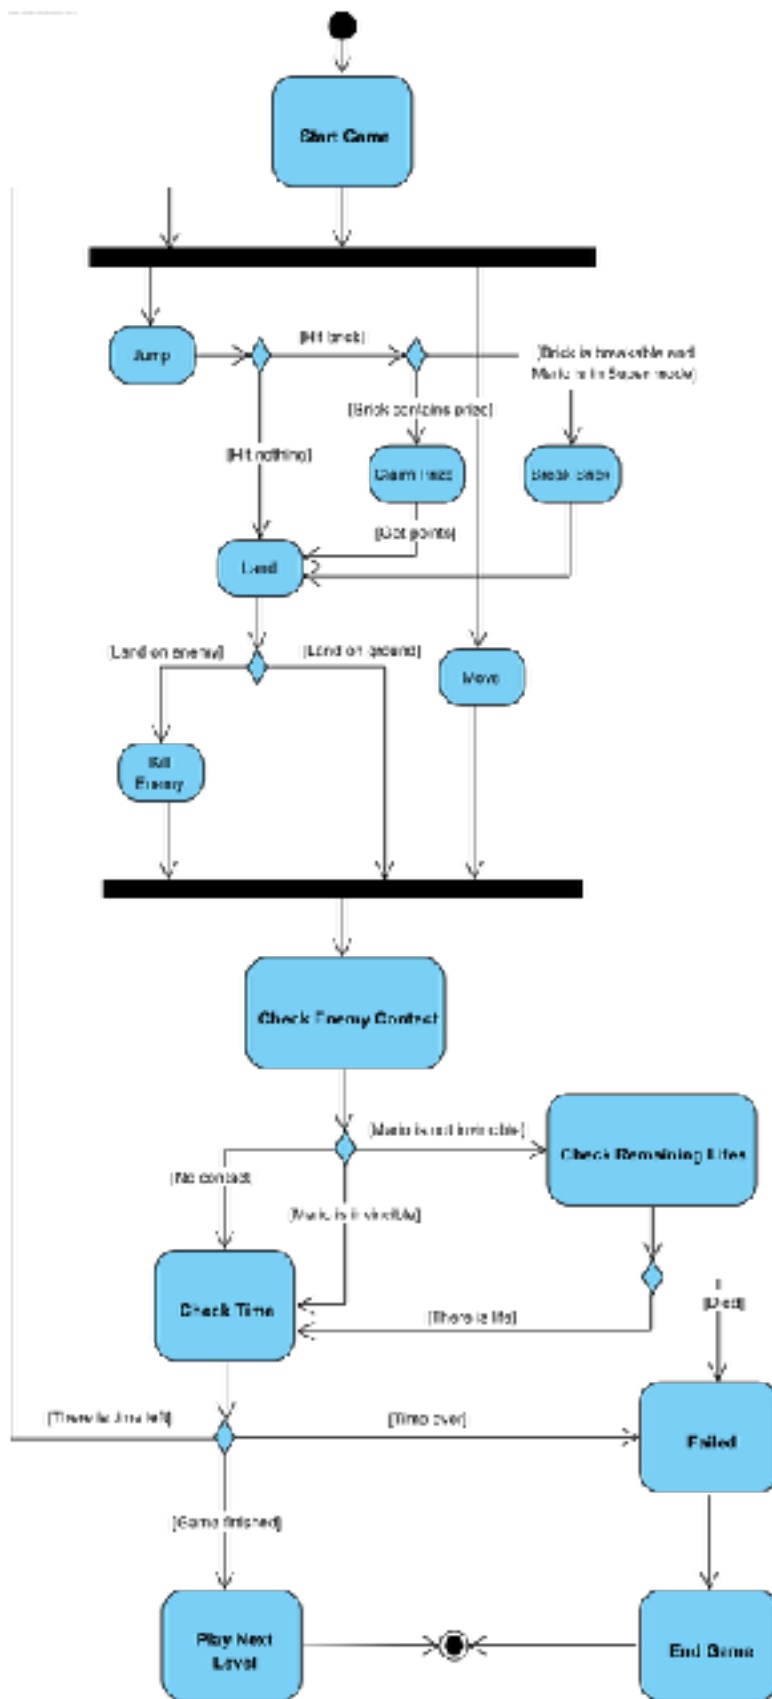 Start Game
Jump
[Hit brick]
[Brick is breakable and
Mario is in Super mode]
[Brick contains prize]
[Hit nothing]
Claim Prize
Break Brick
[Get points]
Land
[Land on enemy]
[Land on ground]
Move
Kill
Enemy
Check Enemy Contact
[Mario is not invincible]
Check Remaining Lifes
[No contact]
[Mario is invincible]
Check Time
[There is life]
[Died]
[There is time left]
[Time over]
Failed
[Game finished]
Play Next
Level
End Game